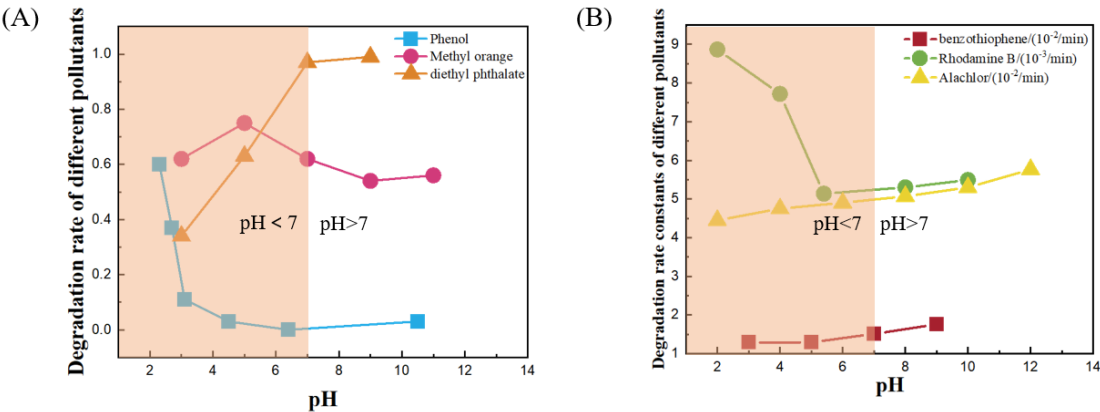 (A)
Degradation rate of different pollutants
1.0
0.8
0.6
0.4
0.2
0.0
Phenol
Methyl orange
diethyl phthalate
pH < 7
pH>7
2 4 6 8 10 12 14
pH
(B)
Degradation rate constants of different pollutants
9
8
7
6
5
4
3
2
1
benzothiophene/(10⁻²/min)
Rhodamine B/(10⁻³/min)
Alachlor/(10⁻²/min)
pH<7
pH>7
2 4 6 8 10 12 14
pH